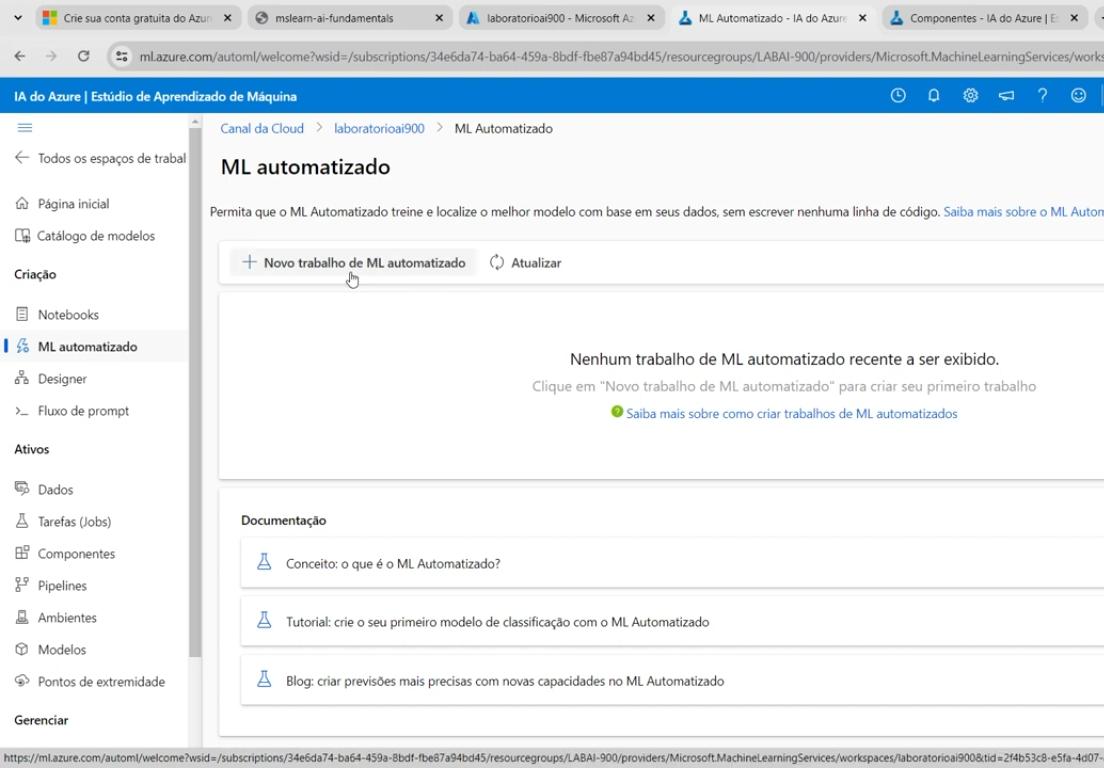 Crie sua conta gratuita do Azur
mslearn-ai-fundamentals
laboratorioai900 - Microsoft Az
ML Automatizado - IA do Azure
Componentes - IA do Azure | Es
ml.azure.com/automl/welcome?wsid=/subscriptions/34e6da74-ba64-459a-8bdf-fbe87a94bd45/resourcegroups/LABAI-900/providers/Microsoft.MachineLearningServices/works
IA do Azure | Estúdio de Aprendizado de Máquina
Canal da Cloud > laboratorioai900 > ML Automatizado
Todos os espaços de trabal
ML automatizado
Página inicial
Catálogo de modelos
Criação
Notebooks
ML automatizado
Designer
Fluxo de prompt
Ativos
Dados
Tarefas (Jobs)
Componentes
Pipelines
Ambientes
Modelos
Pontos de extremidade
Gerenciar
Permita que o ML Automatizado treine e localize o melhor modelo com base em seus dados, sem escrever nenhuma linha de código. Saiba mais sobre o ML Autom
Novo trabalho de ML automatizado
Atualizar
Nenhum trabalho de ML automatizado recente a ser exibido.
Clique em "Novo trabalho de ML automatizado" para criar seu primeiro trabalho
Saiba mais sobre como criar trabalhos de ML automatizados
Documentação
Conceito: o que é o ML Automatizado?
Tutorial: crie o seu primeiro modelo de classificação com o ML Automatizado
Blog: criar previsões mais precisas com novas capacidades no ML Automatizado
https://ml.azure.com/automl/welcome?wsid=/subscriptions/34e6da74-ba64-459a-8bdf-fbe87a94bd45/resourcegroups/LABAI-900/providers/Microsoft.MachineLearningServices/workspaces/laboratorioai900&tid=2f4b53c8-e5fa-4d07-